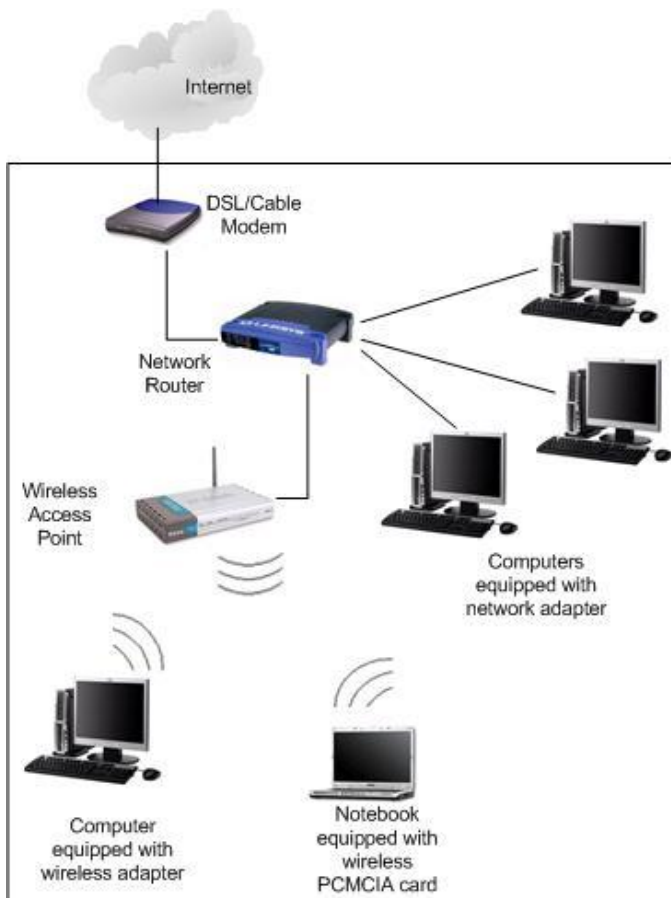 Internet
DSL/Cable
Modem
LINKSYS
Network
Router
Wireless
Access
Point
Computers
equipped with
network adapter
Computer
equipped with
wireless adapter
Notebook
equipped with
wireless
PCMCIA card